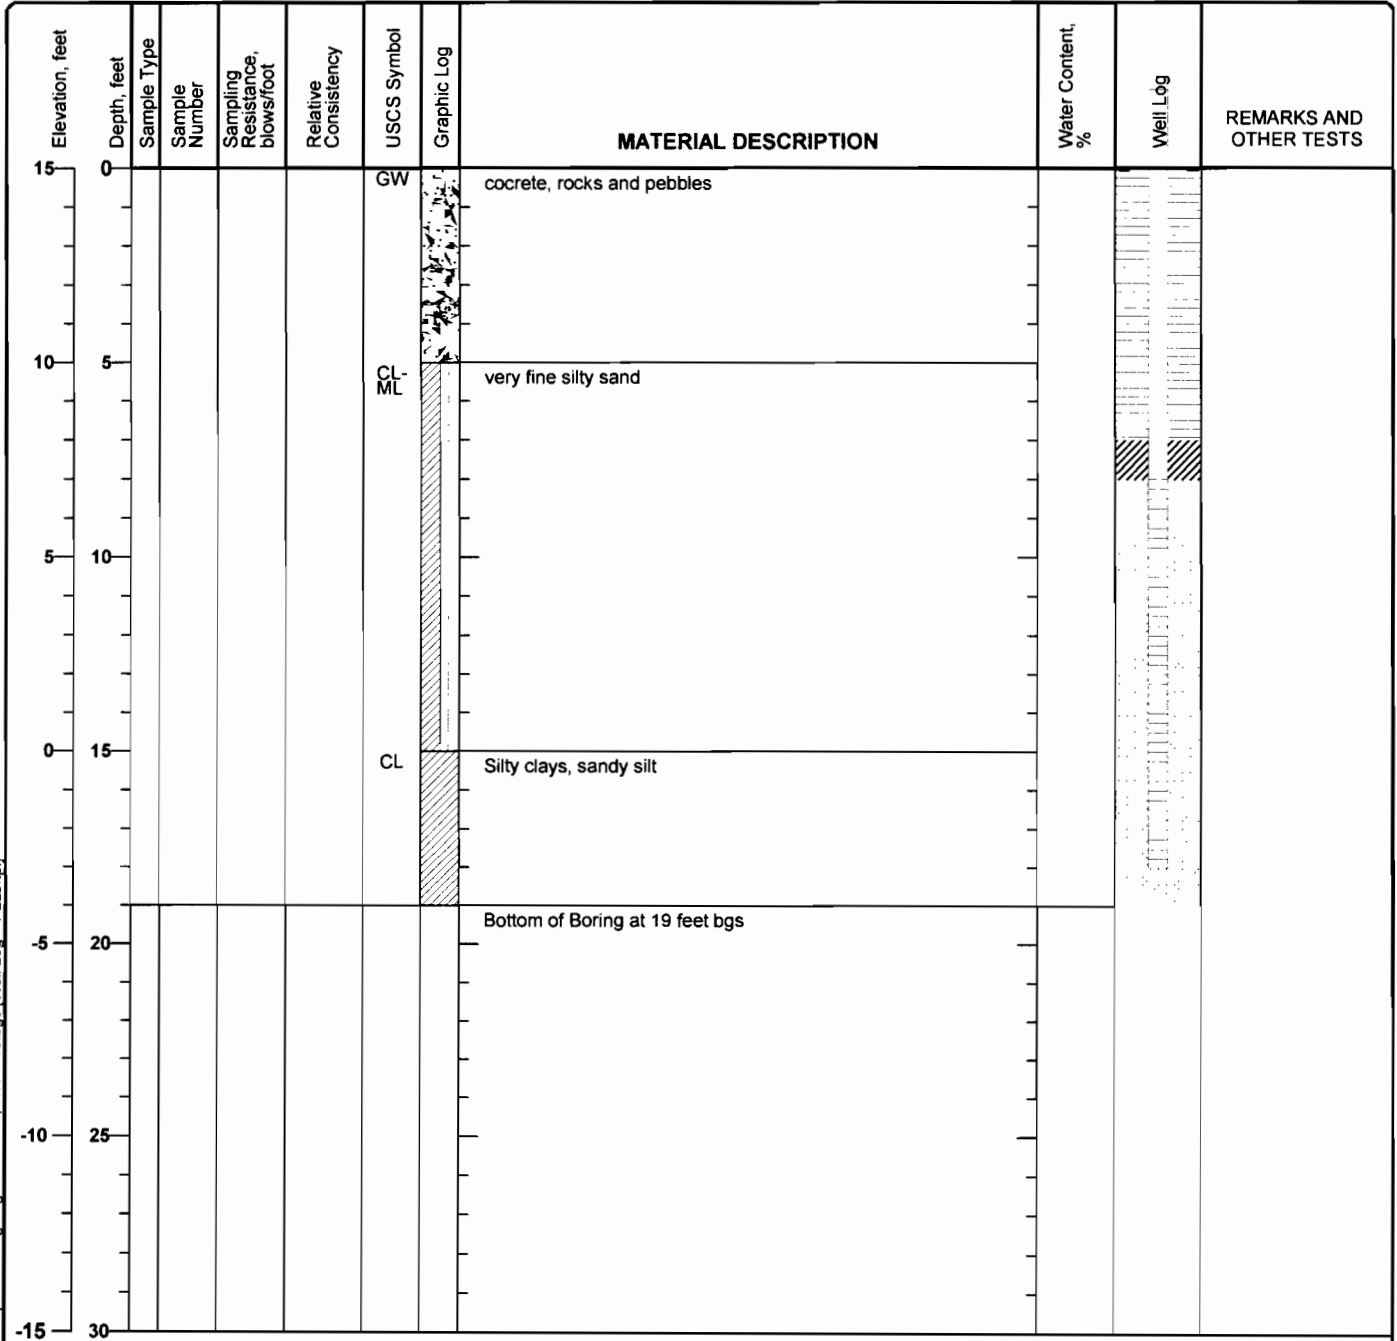 Elevation, feet
Depth, feet
Sample Type
Sample
Number
Sampling
Resistance,
blows/foot
Relative
Consistency
USCS Symbol
Graphic Log
MATERIAL DESCRIPTION
Water Content,
%
Well Log
REMARKS AND
OTHER TESTS
15 0
GW cocrete, rocks and pebbles
10 5
CL-
ML
very fine silty sand
5 10
0 15
CL Silty clays, sandy silt
Bottom of Boring at 19 feet bgs
-5 20
-10 25
-15 30